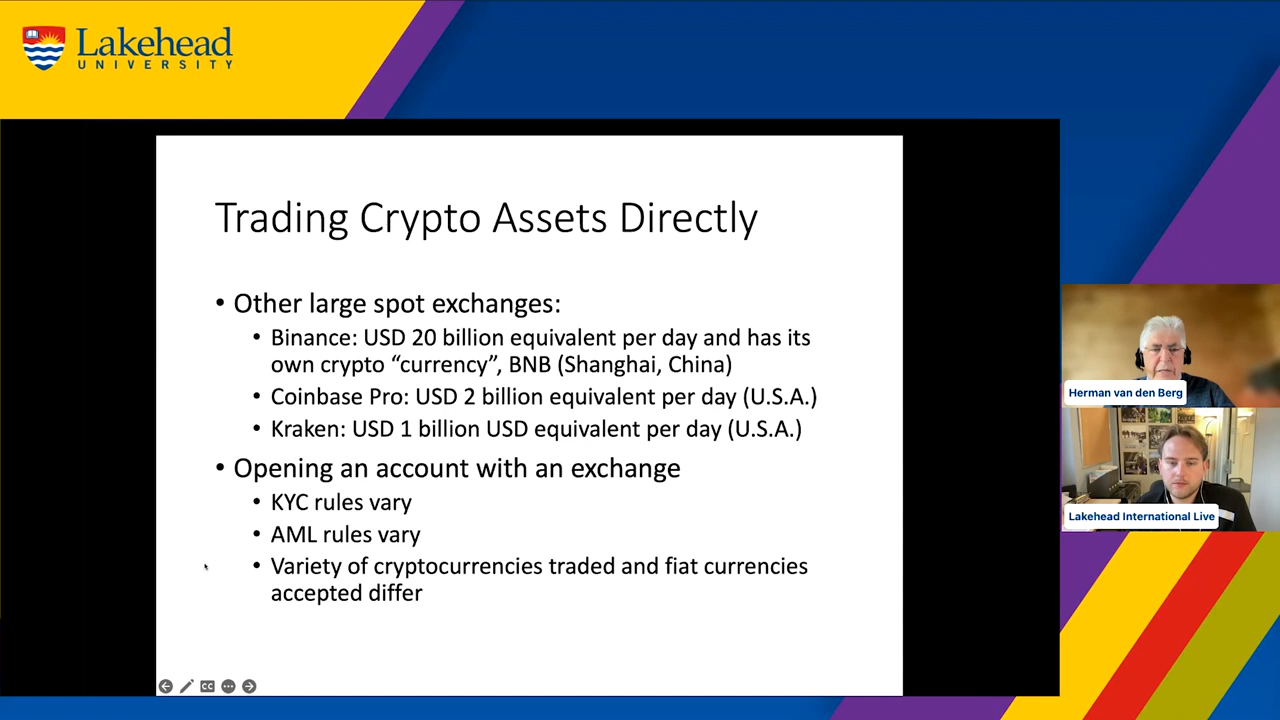 Lakehead
UNIVERSITY
Trading Crypto Assets Directly
• Other large spot exchanges:
• Binance: USD 20 billion equivalent per day and has its
own crypto “currency”, BNB (Shanghai, China)
• Coinbase Pro: USD 2 billion equivalent per day (U.S.A.)
• Kraken: USD 1 billion USD equivalent per day (U.S.A.)
• Opening an account with an exchange
• KYC rules vary
• AML rules vary
• Variety of cryptocurrencies traded and fiat currencies
accepted differ
CC
Herman van den Berg
Lakehead International Live